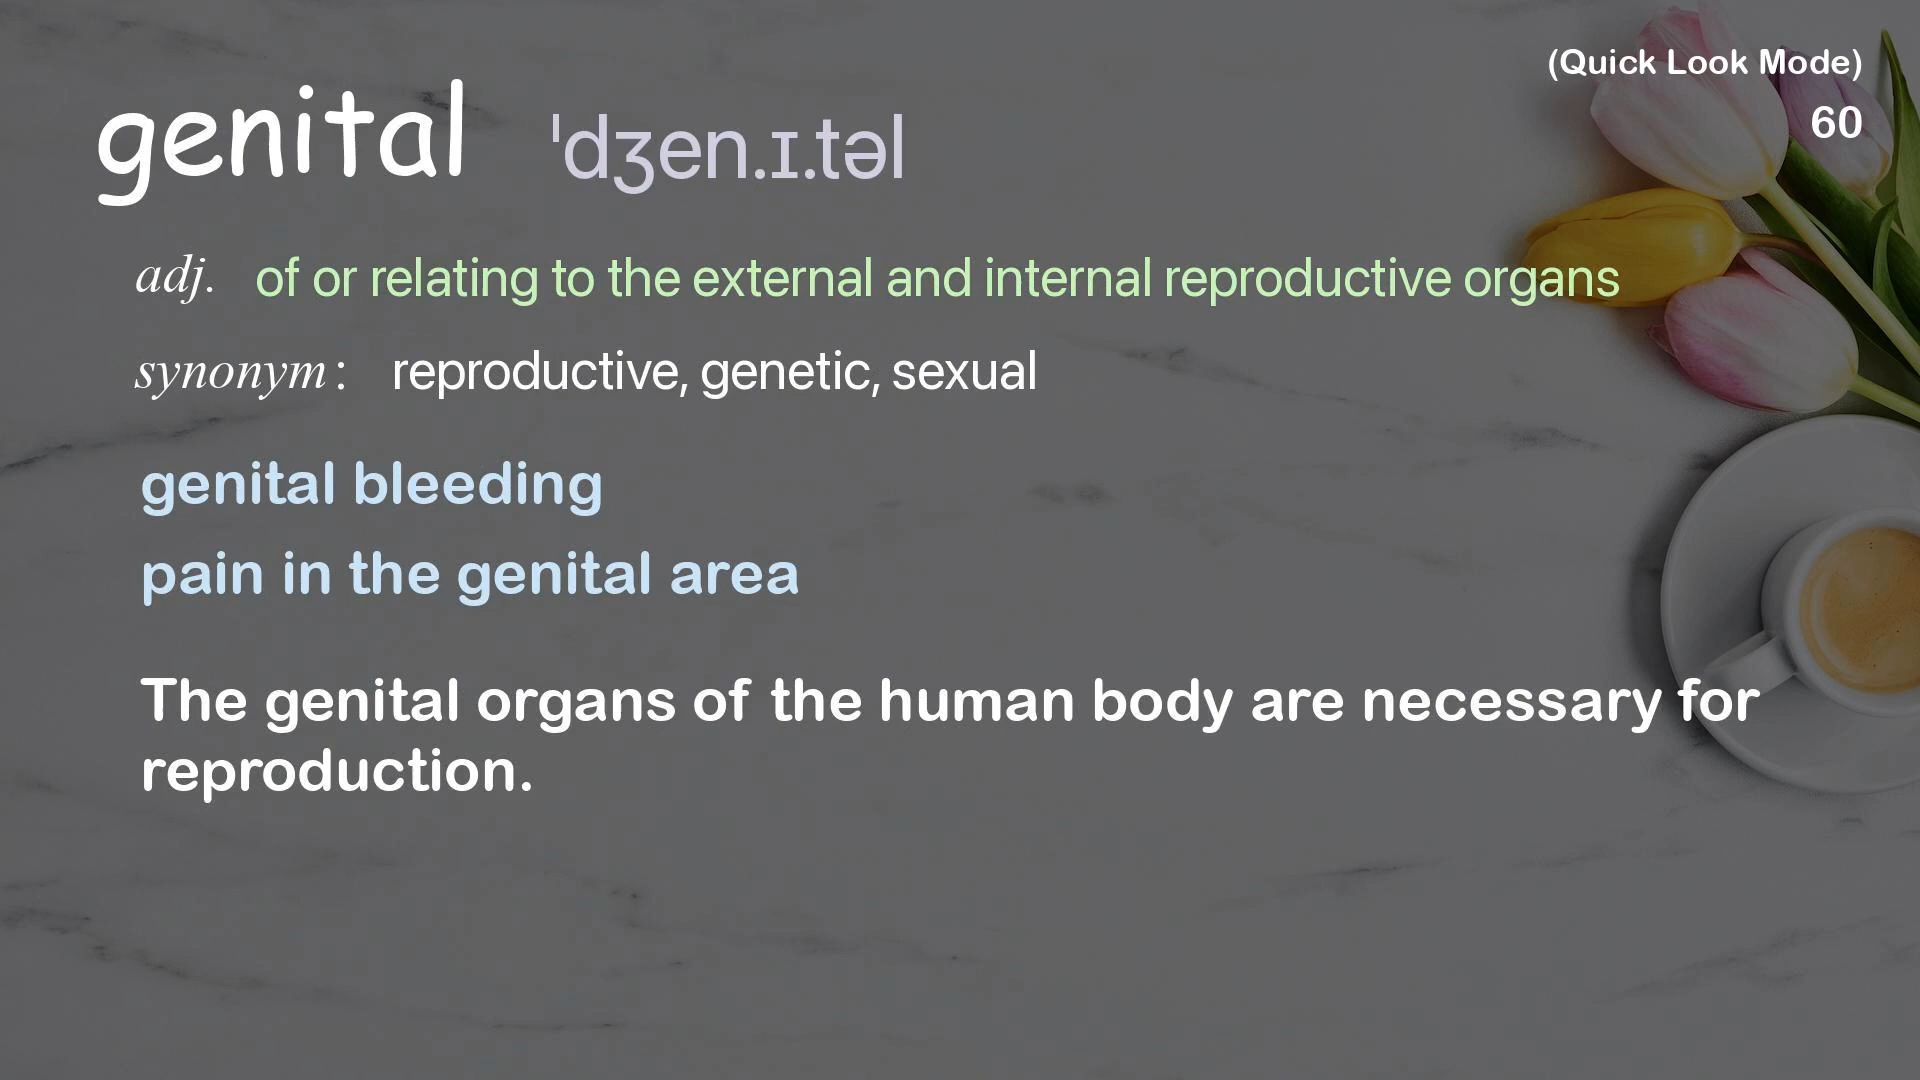 (Quick Look Mode)
60
genital ˈdʒen.ɪ.təl
adj. of or relating to the external and internal reproductive organs
synonym: reproductive, genetic, sexual
genital bleeding
pain in the genital area
The genital organs of the human body are necessary for
reproduction.